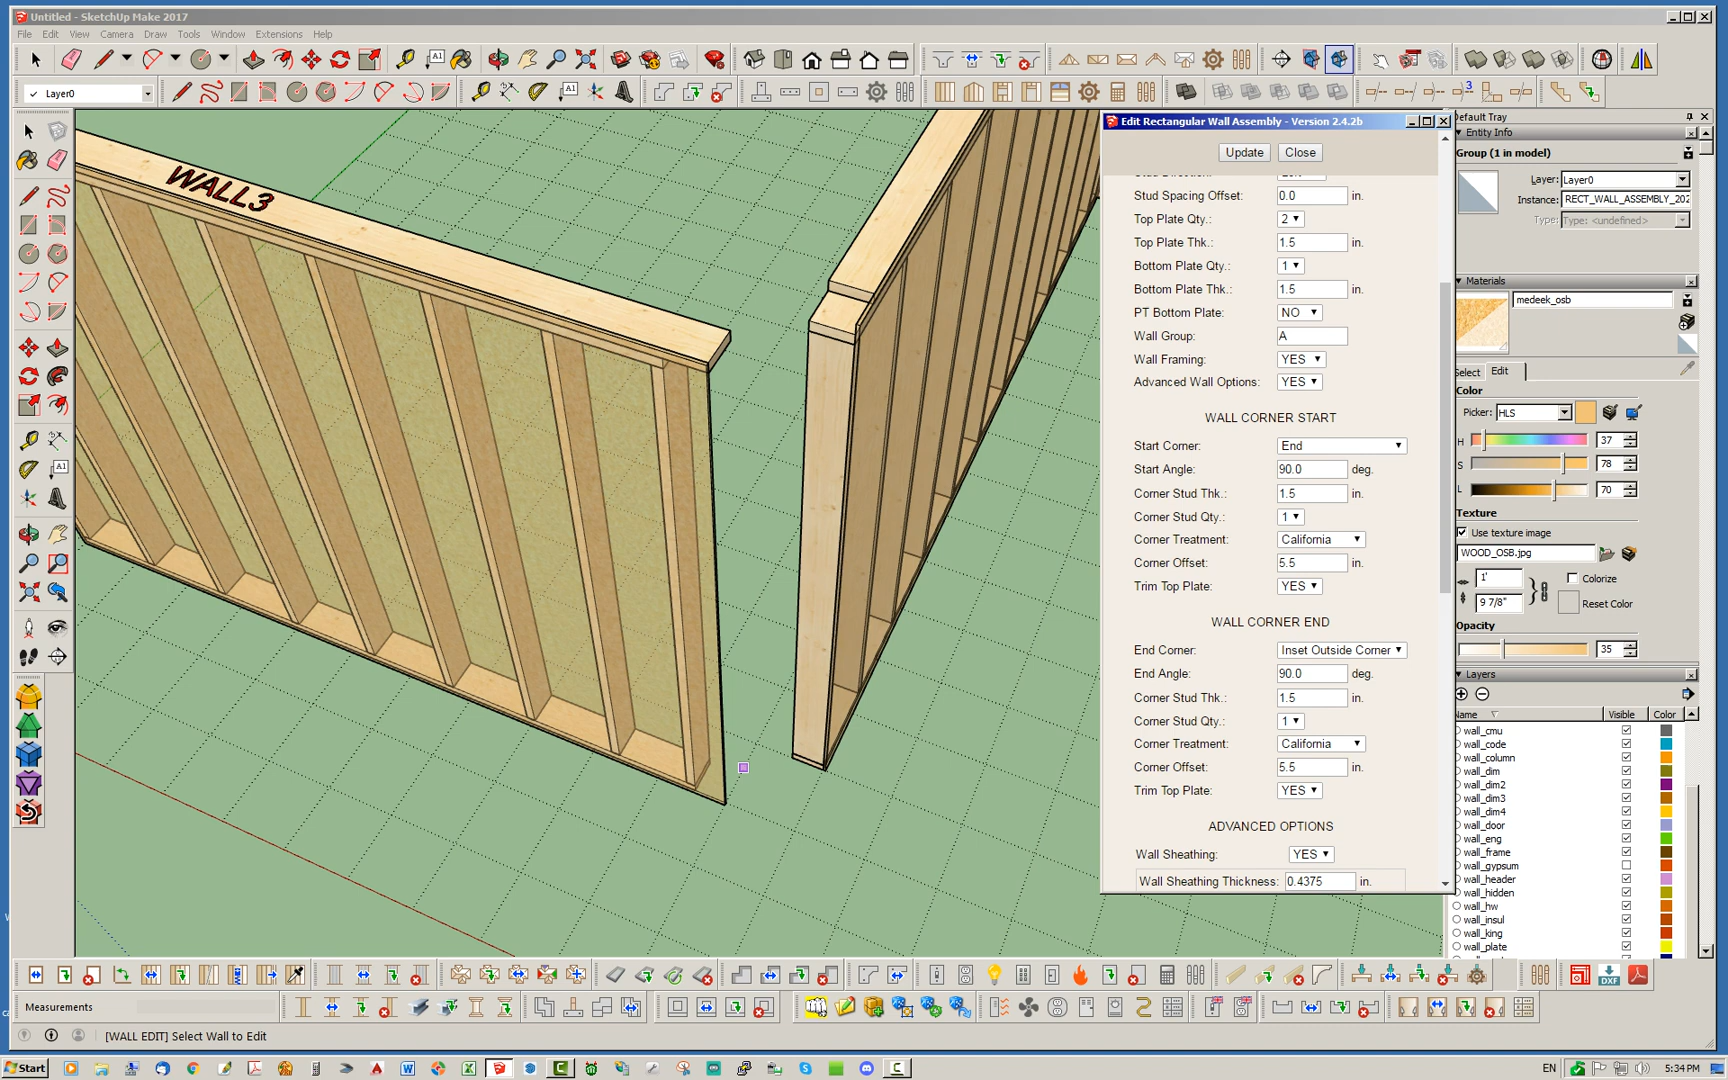 Untitled - SketchUp Make 2017
File Edit View Camera Draw Tools Window Extensions Help
Layer0
WALL3
Edit Rectangular Wall Assembly - Version 2.4.2b
Update Close
Stud Spacing Offset: 0.0 in.
Top Plate Qty.: 2
Top Plate Thk.: 1.5 in.
Bottom Plate Qty.: 1
Bottom Plate Thk.: 1.5 in.
PT Bottom Plate: NO
Wall Group: A
Wall Framing: YES
Advanced Wall Options: YES
WALL CORNER START
Start Corner: End
Start Angle: 90.0 deg.
Corner Stud Thk.: 1.5 in.
Corner Stud Qty.: 1
Corner Treatment: California
Corner Offset: 5.5 in.
Trim Top Plate: YES
WALL CORNER END
End Corner: Inset Outside Corner
End Angle: 90.0 deg.
Corner Stud Thk.: 1.5 in.
Corner Stud Qty.: 1
Corner Treatment: California
Corner Offset: 5.5 in.
Trim Top Plate: YES
ADVANCED OPTIONS
Wall Sheathing: YES
Wall Sheathing Thickness: 0.4375 in.
Default Tray
Entity Info
Group (1 in model)
Layer: Layer0
Instance: RECT_WALL_ASSEMBLY_202
Type: Type: <undefined>
Materials
medeek_osb
Select Edit
Color
Picker: HLS
H 37
S 78
L 70
Texture
Use texture image
WOOD_OSB.jpg
1' Colorize
9 7/8" Reset Color
Opacity
35
Layers
Name Visible Color
wall_cmu
wall_code
wall_column
wall_dim
wall_dim2
wall_dim3
wall_dim4
wall_door
wall_eng
wall_frame
wall_gypsum
wall_header
wall_hidden
wall_hw
wall_insul
wall_king
wall_plate
DXF
Measurements
[WALL EDIT] Select Wall to Edit
Start EN 5:34 PM